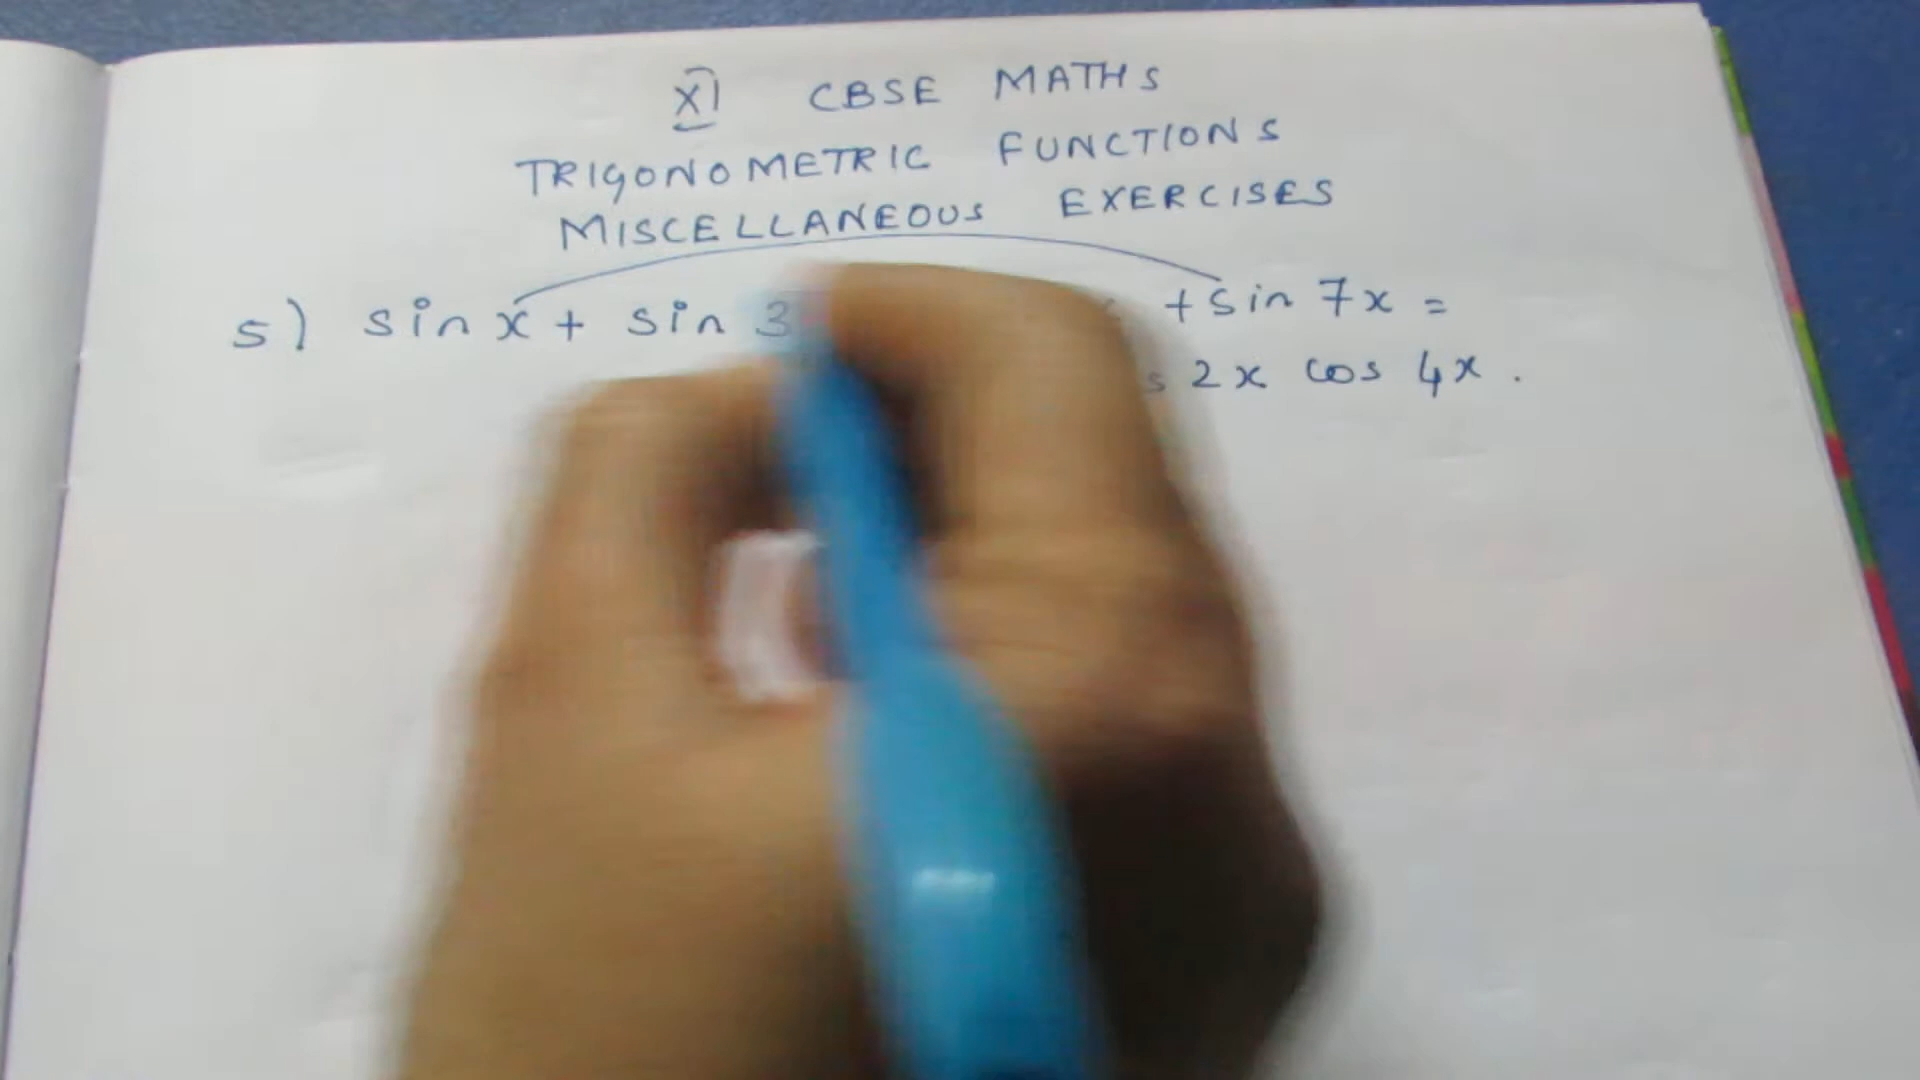 XI CBSE MATHS
TRIGONOMETRIC FUNCTIONS
MISCELLANEOUS EXERCISES
5) sin x + sin 3 + sin 7x =
2x cos 4x .